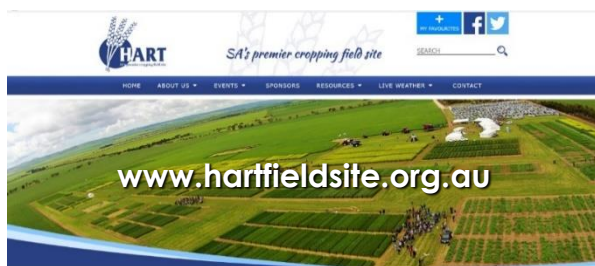 +
MY FAVOURITES
HART
SA's premier cropping field site
SEARCH
HOME ABOUT US EVENTS SPONSORS RESOURCES LIVE WEATHER CONTACT
www.hartfieldsite.org.au